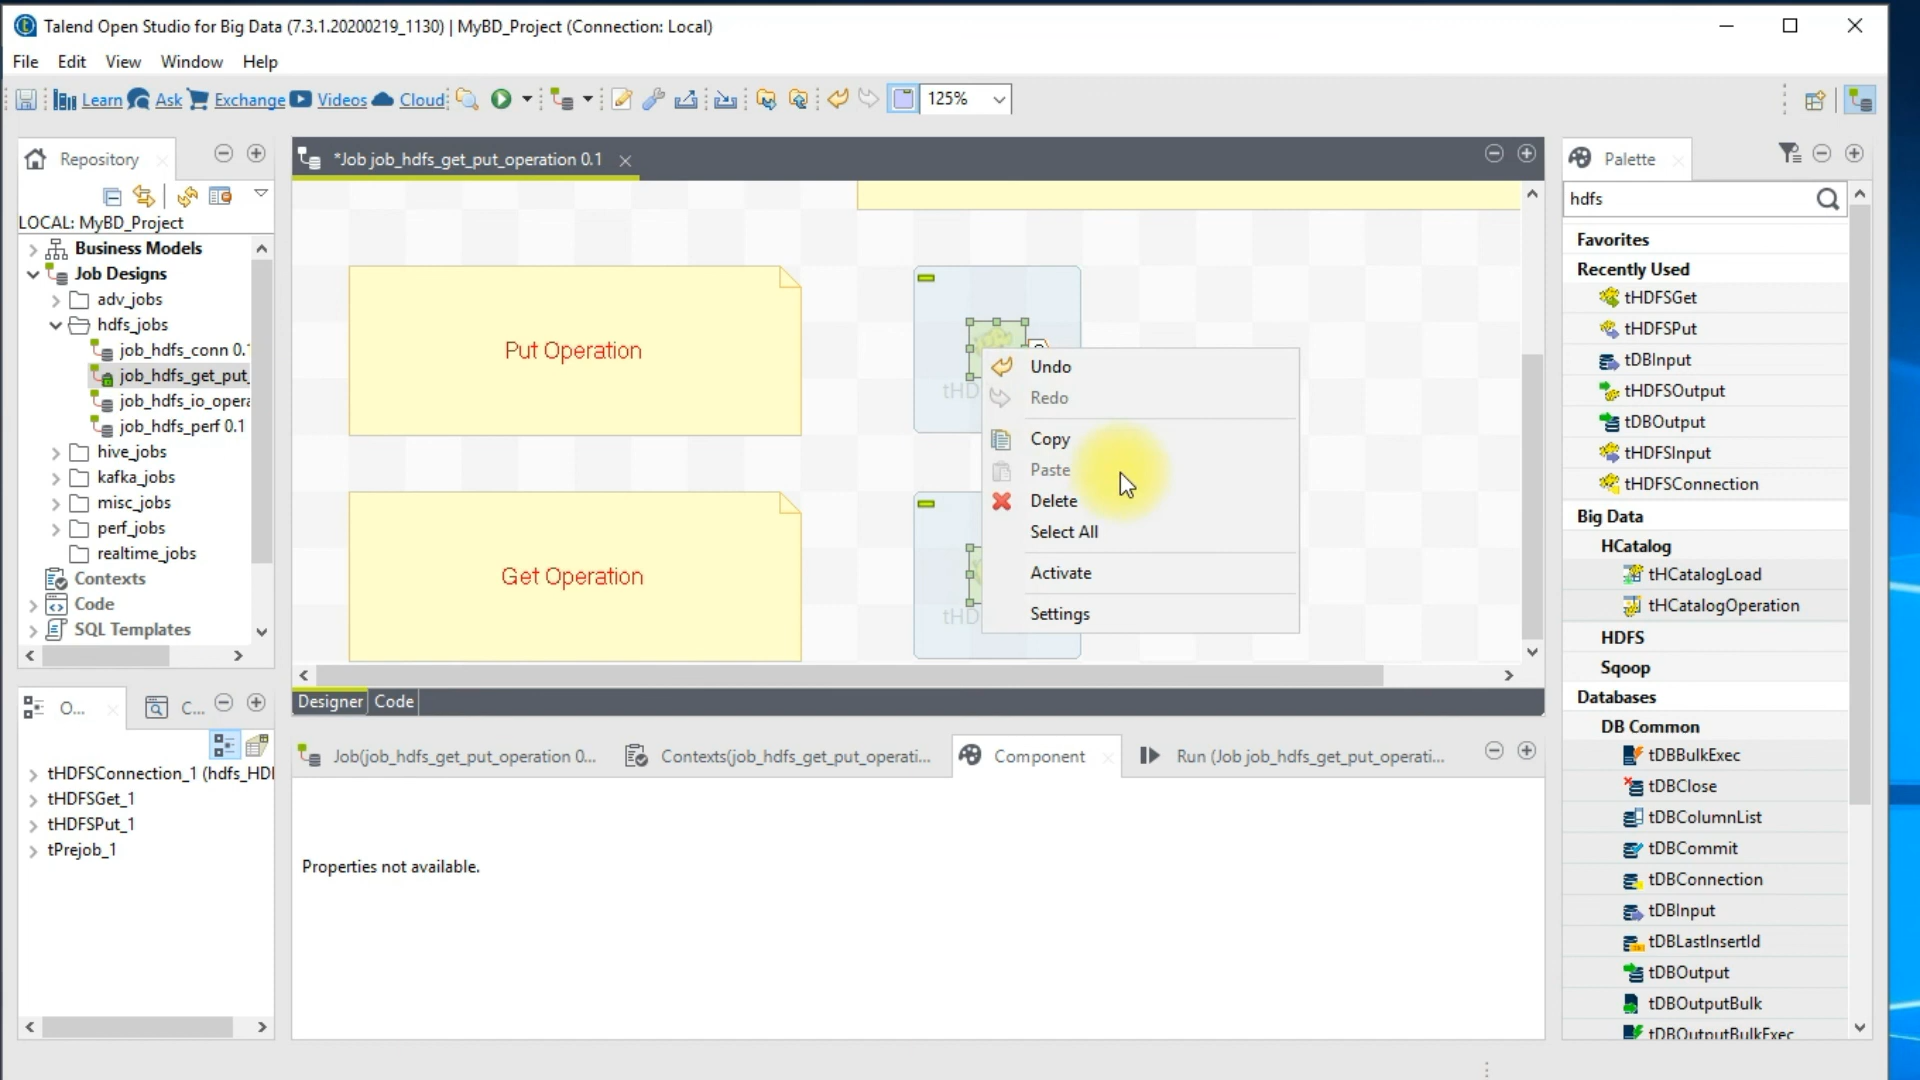 Talend Open Studio for Big Data (7.3.1.20200219_1130) | MyBD_Project (Connection: Local)
File Edit View Window Help
Learn Ask Exchange Videos Cloud 125%
Repository
LOCAL: MyBD_Project
Business Models
Job Designs
adv_jobs
hdfs_jobs
job_hdfs_conn 0.
job_hdfs_get_put_
job_hdfs_io_opera
job_hdfs_perf 0.1
hive_jobs
kafka_jobs
misc_jobs
perf_jobs
realtime_jobs
Contexts
Code
SQL Templates
O...
C...
tHDFSConnection_1 (hdfs_HDI
tHDFSGet_1
tHDFSPut_1
tPrejob_1
*Job job_hdfs_get_put_operation 0.1
Put Operation
tHD
Get Operation
tHD
Undo
Redo
Copy
Paste
Delete
Select All
Activate
Settings
Designer Code
Job(job_hdfs_get_put_operation 0...
Contexts(job_hdfs_get_put_operati...
Component
Run (Job job_hdfs_get_put_operati...
Properties not available.
Palette
hdfs
Favorites
Recently Used
tHDFSGet
tHDFSPut
tDBInput
tHDFSOutput
tDBOutput
tHDFSInput
tHDFSConnection
Big Data
HCatalog
tHCatalogLoad
tHCatalogOperation
HDFS
Sqoop
Databases
DB Common
tDBBulkExec
tDBClose
tDBColumnList
tDBCommit
tDBConnection
tDBInput
tDBLastInsertId
tDBOutput
tDBOutputBulk
tDBOutputBulkExec